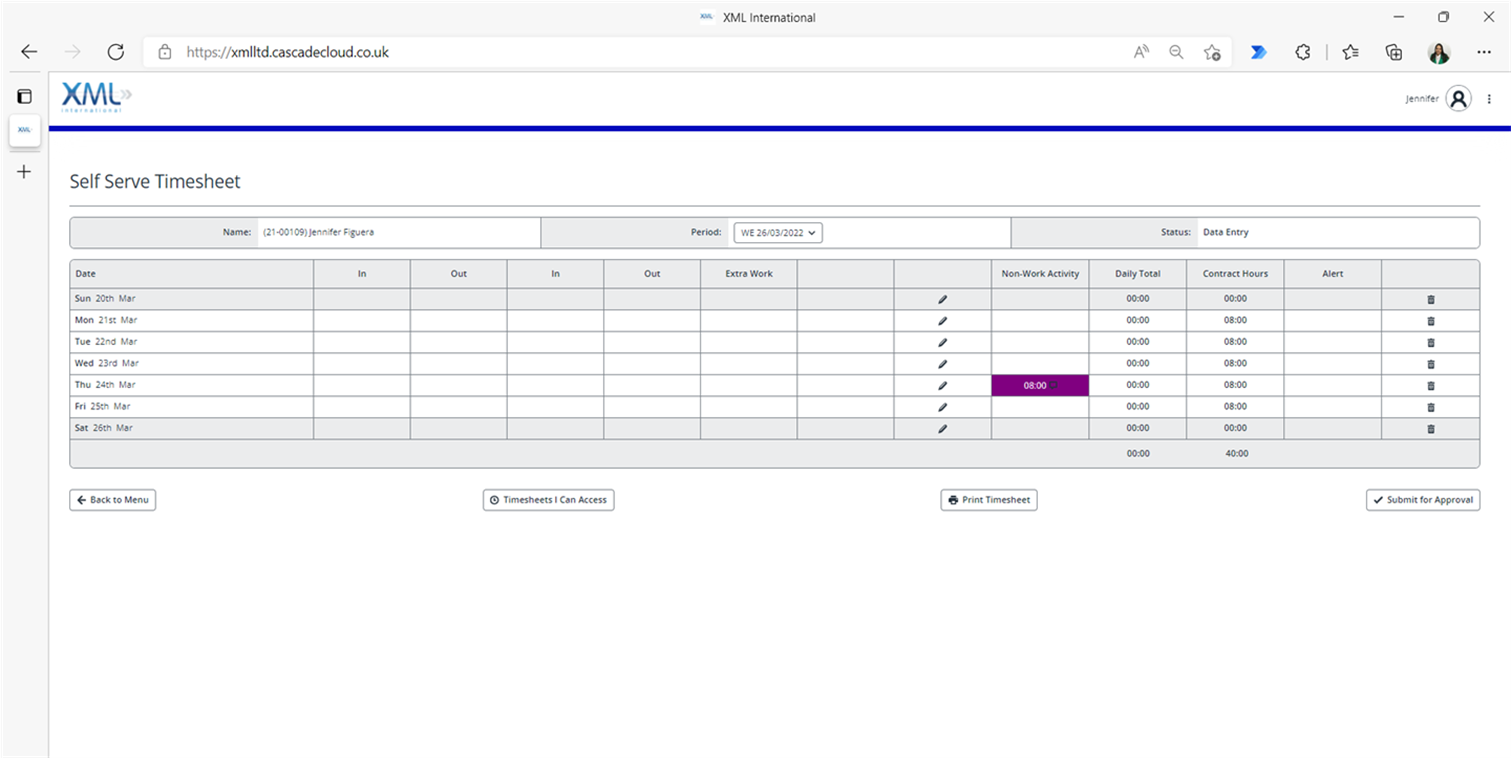 XML XML International
https://xmlltd.cascadecloud.co.uk
XML International
XML
Jennifer
Self Serve Timesheet
Name: (21-00109) Jennifer Figuera Period: WE 26/03/2022 Status: Data Entry
Date In Out In Out Extra Work Non-Work Activity Daily Total Contract Hours Alert
Sun 20th Mar 00:00 00:00
Mon 21st Mar 00:00 08:00
Tue 22nd Mar 00:00 08:00
Wed 23rd Mar 00:00 08:00
Thu 24th Mar 08:00 00:00 08:00
Fri 25th Mar 00:00 08:00
Sat 26th Mar 00:00 00:00
00:00 40:00
Back to Menu Timesheets I Can Access Print Timesheet Submit for Approval